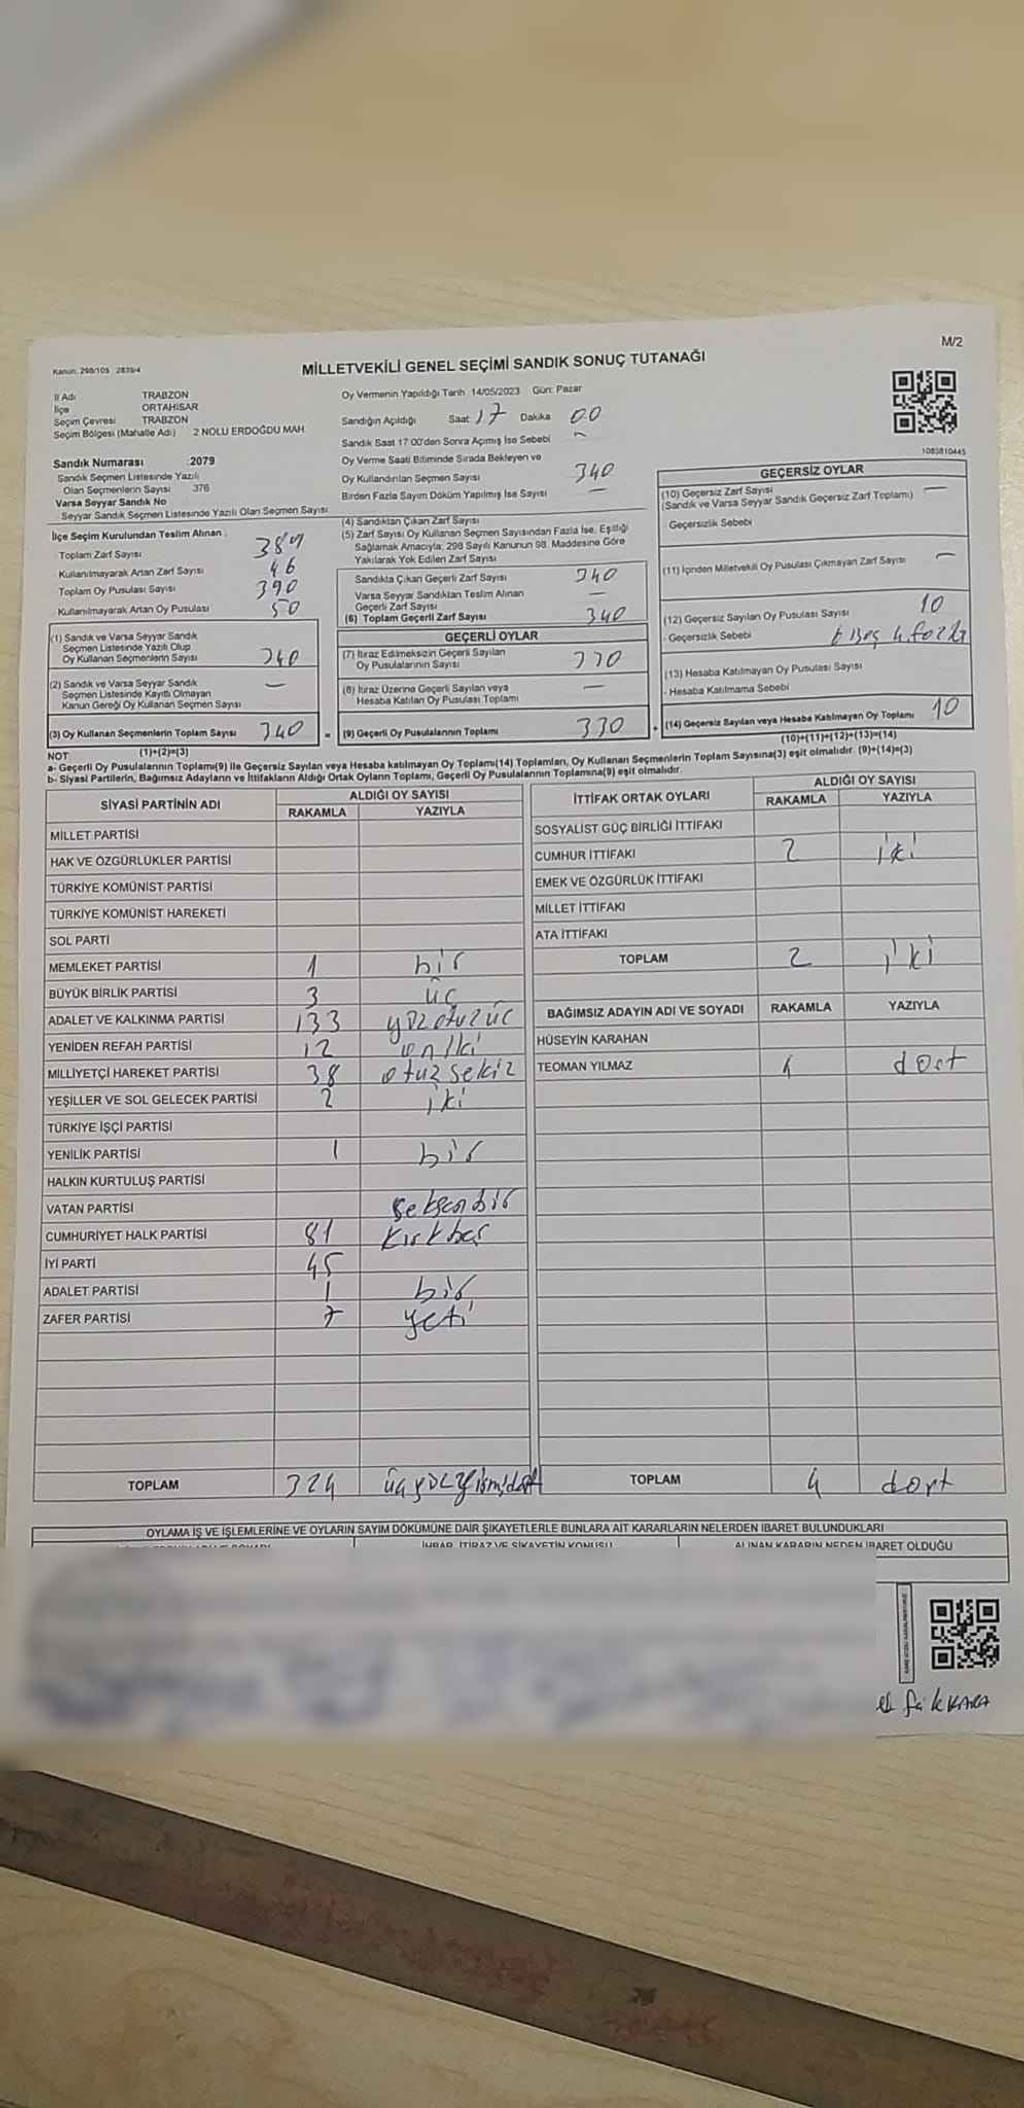 M/2
Kanun: 298/105 2839/4
MİLLETVEKİLİ GENEL SEÇİMİ SANDIK SONUÇ TUTANAĞI
İl Adı TRABZON
İlçe ORTAHİSAR
Seçim Çevresi TRABZON
Seçim Bölgesi (Mahalle Adı) 2 NOLU ERDOĞDU MAH.
Sandık Numarası 2079
Sandık Seçmen Listesinde Yazılı
Olan Seçmenlerin Sayısı 376
Varsa Seyyar Sandık No
Seyyar Sandık Seçmen Listesinde Yazılı Olan Seçmen Sayısı
Oy Vermenin Yapıldığı Tarih 14/05/2023 Gün: Pazar
Sandığın Açıldığı Saat 17 Dakika 00
Sandık Saat 17:00'den Sonra Açımış İse Sebebi
Oy Verme Saati Bitiminde Sırada Bekleyen ve
Oy Kullandırılan Seçmen Sayısı 340
Birden Fazla Sayım Döküm Yapılmış İse Sayısı —
1083810445
İlçe Seçim Kurulundan Teslim Alınan
Toplam Zarf Sayısı
Kullanılmayarak Artan Zarf Sayısı 46
Toplam Oy Pusulası Sayısı 390
Kullanılmayarak Artan Oy Pusulası 50
(1) Sandık ve Varsa Seyyar Sandık
Seçmen Listesinde Yazılı Olup
Oy Kullanan Seçmenlerin Sayısı 340
(2) Sandık ve Varsa Seyyar Sandık
Seçmen Listesinde Kayıtlı Olmayan
Kanun Gereği Oy Kullanan Seçmen Sayısı —
(3) Oy Kullanan Seçmenlerin Toplam Sayısı 340
(4) Sandıktan Çıkan Zarf Sayısı
(5) Zarf Sayısı Oy Kullanan Seçmen Sayısından Fazla İse, Eşitliği
Sağlamak Amacıyla; 298 Sayılı Kanunun 98. Maddesine Göre
Yakılarak Yok Edilen Zarf Sayısı
Sandıkta Çıkan Geçerli Zarf Sayısı 340
Varsa Seyyar Sandıktan Teslim Alınan
Geçerli Zarf Sayısı —
(6) Toplam Geçerli Zarf Sayısı 340
GEÇERLİ OYLAR
(7) İtiraz Edilmeksizin Geçerli Sayılan
Oy Pusulalarının Sayısı 330
(8) İtiraz Üzerine Geçerli Sayılan veya
Hesaba Katılan Oy Pusulası Toplamı —
(9) Geçerli Oy Pusulalarının Toplamı 330
GEÇERSİZ OYLAR
(10) Geçersiz Zarf Sayısı —
(Sandık ve Varsa Seyyar Sandık Geçersiz Zarf Toplamı)
Geçersizlik Sebebi
(11) İçinden Milletvekili Oy Pusulası Çıkmayan Zarf Sayısı —
(12) Geçersiz Sayılan Oy Pusulası Sayısı 10
- Geçersizlik Sebebi
(13) Hesaba Katılmayan Oy Pusulası Sayısı
- Hesaba Katılmama Sebebi
(14) Geçersiz Sayılan veya Hesaba Katılmayan Oy Toplamı 10
(10)+(11)+(12)+(13)=(14)
NOT (1)+(2)=(3)
a- Geçerli Oy Pusulalarının Toplamı(9) ile Geçersiz Sayılan veya Hesaba katılmayan Oy Toplamı(14) Toplamları, Oy Kullanan Seçmenlerin Toplam Sayısına(3) eşit olmalıdır. (9)+(14)=(3)
b- Siyasi Partilerin, Bağımsız Adayların ve İttifakların Aldığı Ortak Oyların Toplamı, Geçerli Oy Pusulalarının Toplamına(9) eşit olmalıdır.
SİYASİ PARTİNİN ADI ALDIĞI OY SAYISI
RAKAMLA YAZIYLA
MİLLET PARTİSİ
HAK VE ÖZGÜRLÜKLER PARTİSİ
TÜRKİYE KOMÜNİST PARTİSİ
TÜRKİYE KOMÜNİST HAREKETİ
SOL PARTİ
MEMLEKET PARTİSİ 1 bir
BÜYÜK BİRLİK PARTİSİ 3 üç
ADALET VE KALKINMA PARTİSİ 133 yüzotuzüç
YENİDEN REFAH PARTİSİ 12 oniki
MİLLİYETÇİ HAREKET PARTİSİ 38 otuzsekiz
YEŞİLLER VE SOL GELECEK PARTİSİ 2 iki
TÜRKİYE İŞÇİ PARTİSİ
YENİLİK PARTİSİ 1 bir
HALKIN KURTULUŞ PARTİSİ
VATAN PARTİSİ seksenbir
CUMHURİYET HALK PARTİSİ 81 kırkbeş
İYİ PARTİ 45
ADALET PARTİSİ 1 bir
ZAFER PARTİSİ 7 yeti
TOPLAM 324 üçyüzyirmidört
İTTİFAK ORTAK OYLARI ALDIĞI OY SAYISI
RAKAMLA YAZIYLA
SOSYALİST GÜÇ BİRLİĞİ İTTİFAKI
CUMHUR İTTİFAKI 2 iki
EMEK VE ÖZGÜRLÜK İTTİFAKI
MİLLET İTTİFAKI
ATA İTTİFAKI
TOPLAM 2 iki
BAĞIMSIZ ADAYIN ADI VE SOYADI RAKAMLA YAZIYLA
HÜSEYİN KARAHAN
TEOMAN YILMAZ 4 dort
TOPLAM 4 dort
OYLAMA İŞ VE İŞLEMLERİNE VE OYLARIN SAYIM DÖKÜMÜNE DAİR ŞİKAYETLERLE BUNLARA AİT KARARLARIN NELERDEN İBARET BULUNDUKLARI
İHBAR, İTİRAZ VE ŞİKAYETİN KONUSU ALINAN KARARIN NEDEN İBARET OLDUĞU
KARA